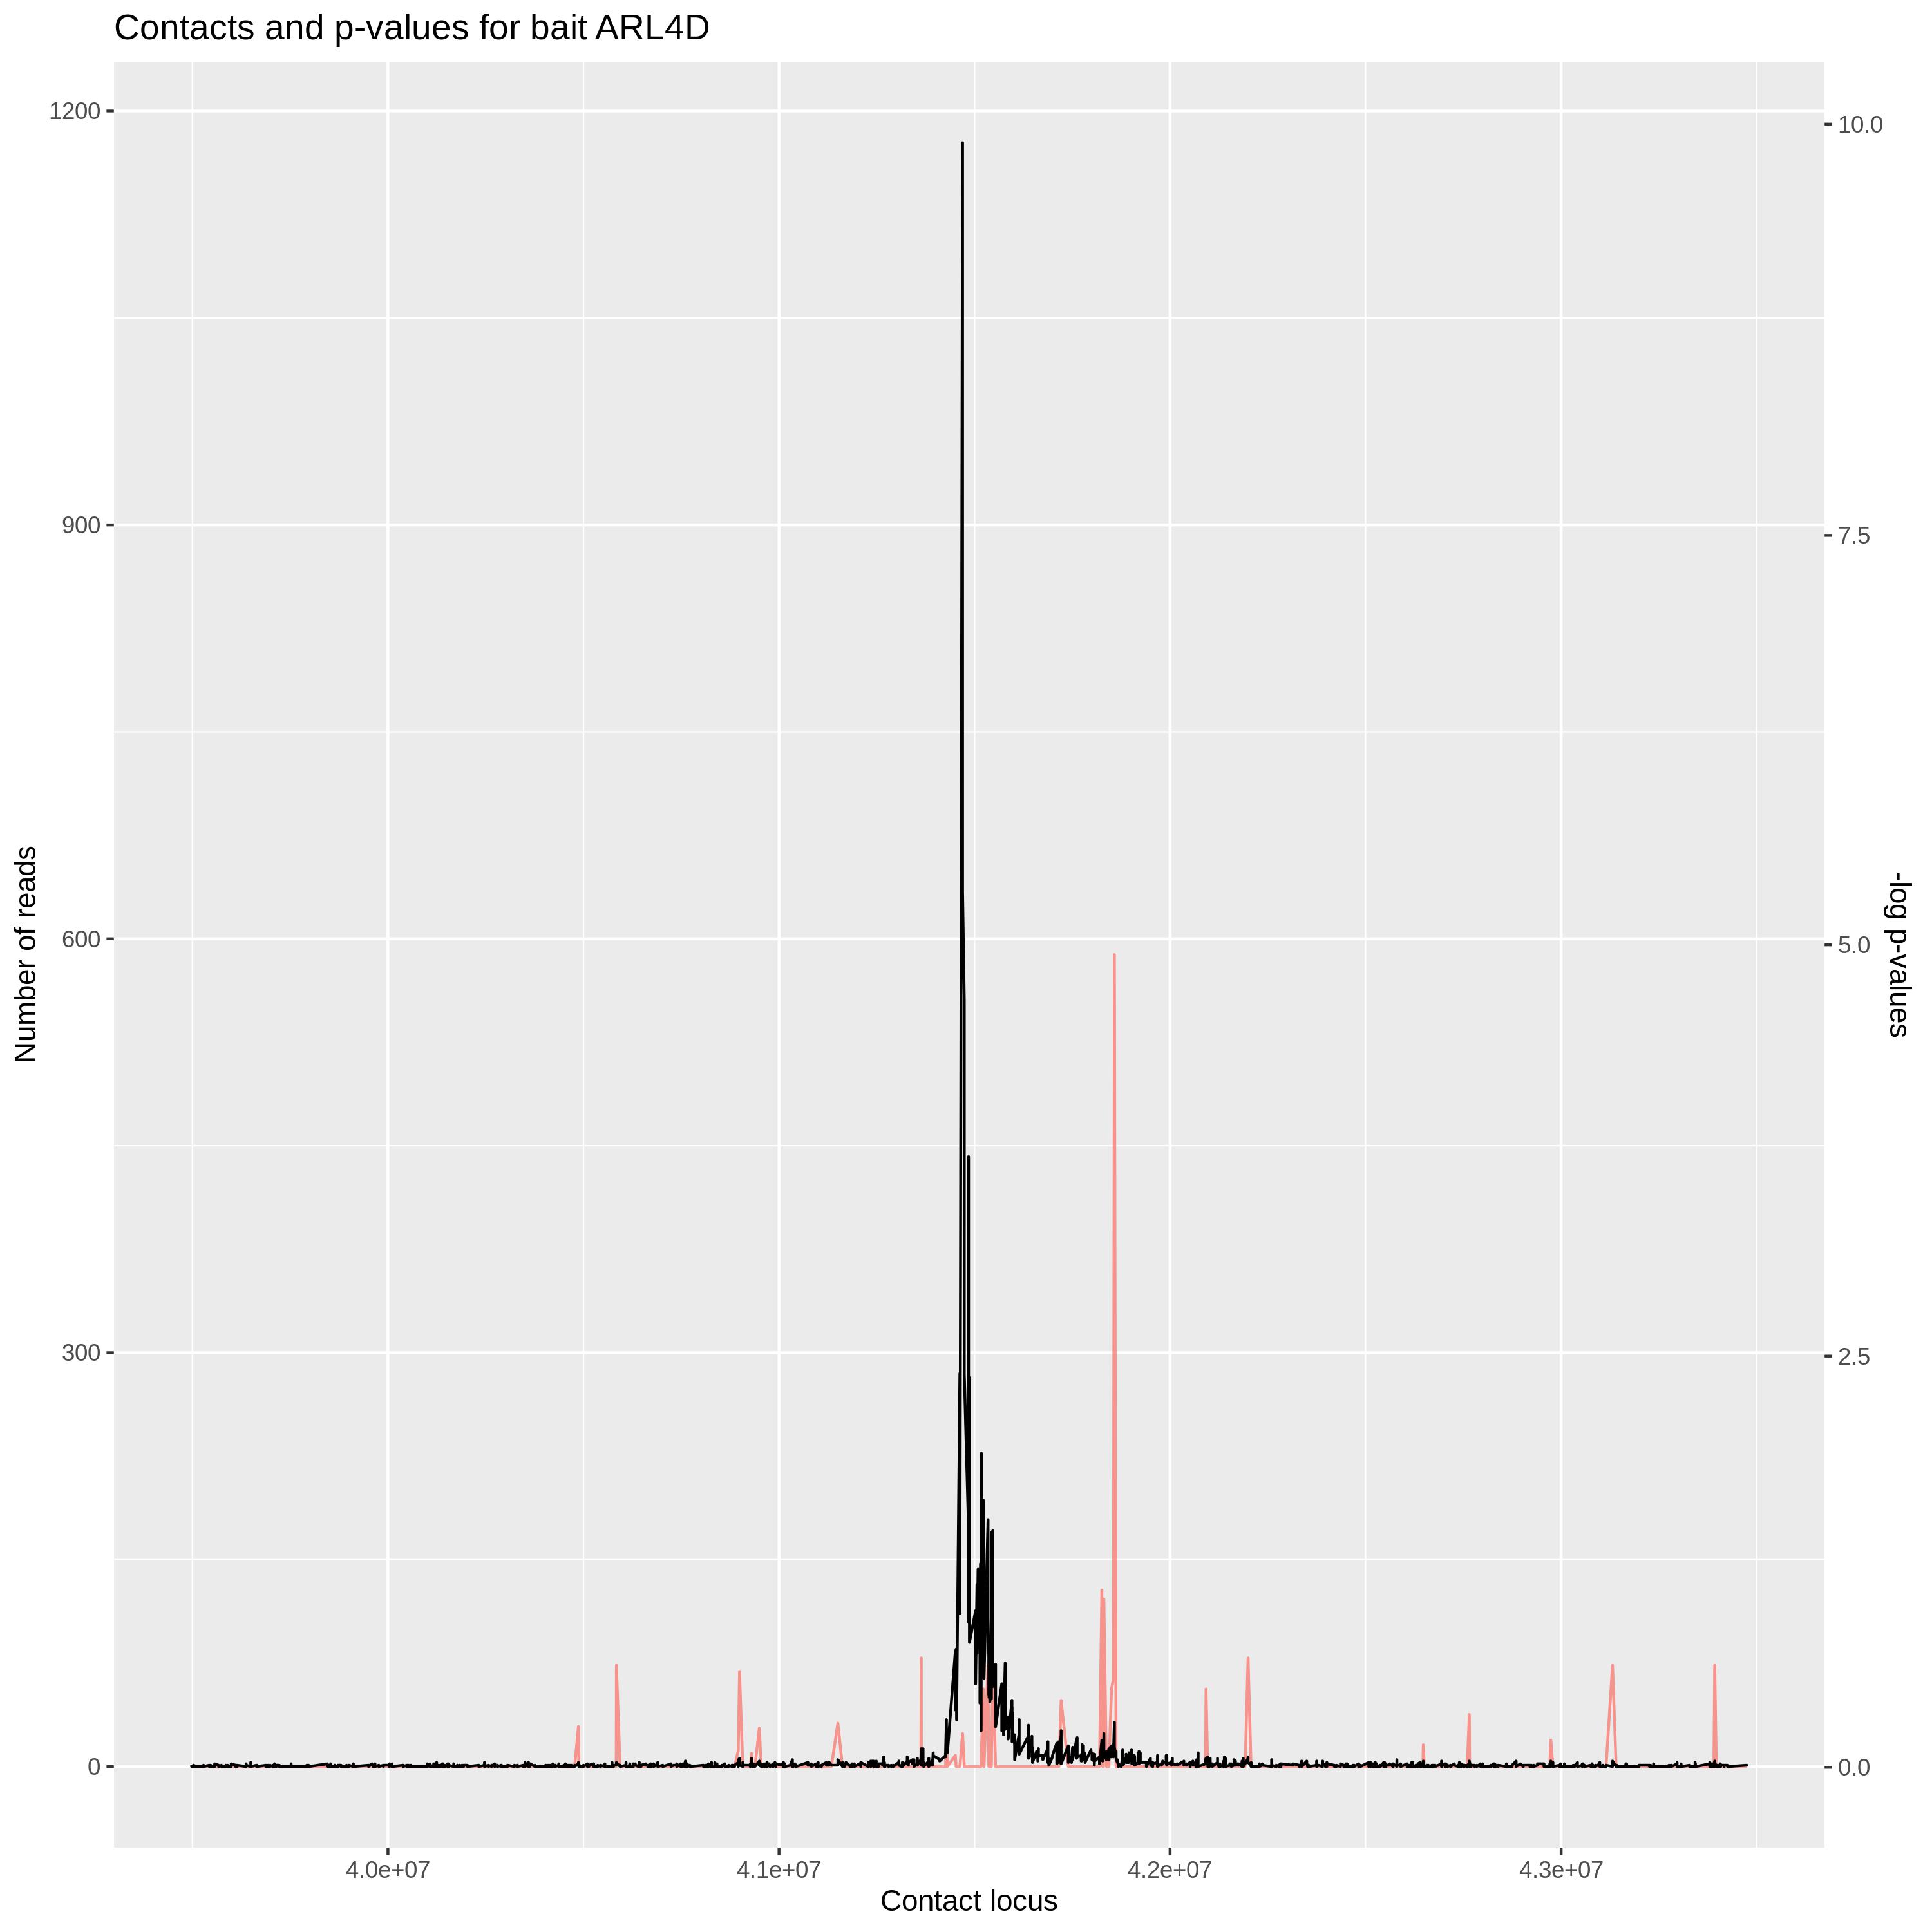 Contacts and p-values for bait ARL4D
1200
900
600
300
0
Number of reads
10.0
7.5
5.0
2.5
0.0
-log p-values
4.0e+07
4.1e+07
4.2e+07
4.3e+07
Contact locus